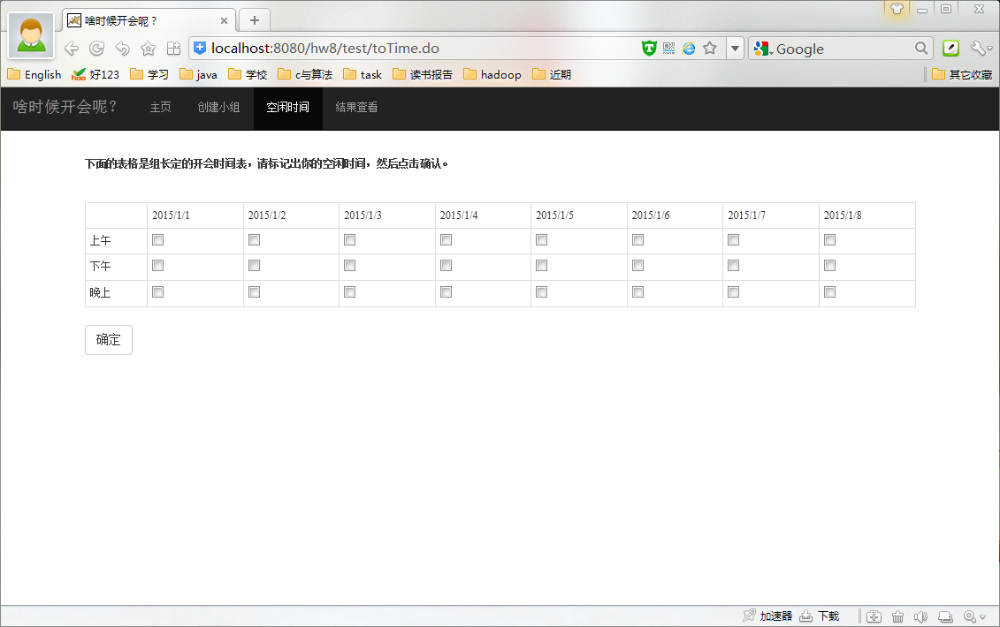 啥时候开会呢？
localhost:8080/hw8/test/toTime.do
Google
English 好123 学习 java 学校 c与算法 task 读书报告 hadoop 近期 其它收藏
啥时候开会呢? 主页 创建小组 空闲时间 结果查看
下面的表格是组长定的开会时间表，请标记出你的空闲时间，然后点击确认。
2015/1/1 2015/1/2 2015/1/3 2015/1/4 2015/1/5 2015/1/6 2015/1/7 2015/1/8
上午
下午
晚上
确定
加速器 下载